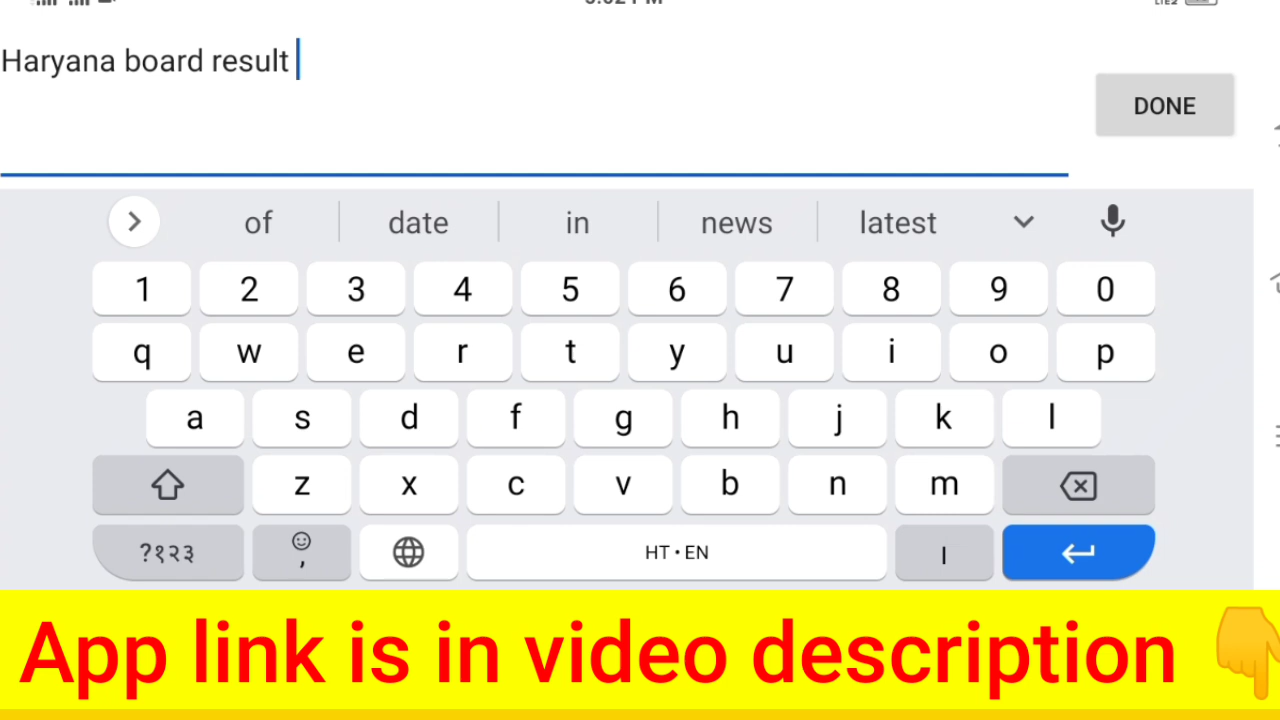 Haryana board result
DONE
of date in news latest
1 2 3 4 5 6 7 8 9 0
q w e r t y u i o p
a s d f g h j k l
z x c v b n m
?१२३ , HT • EN ।
App link is in video description